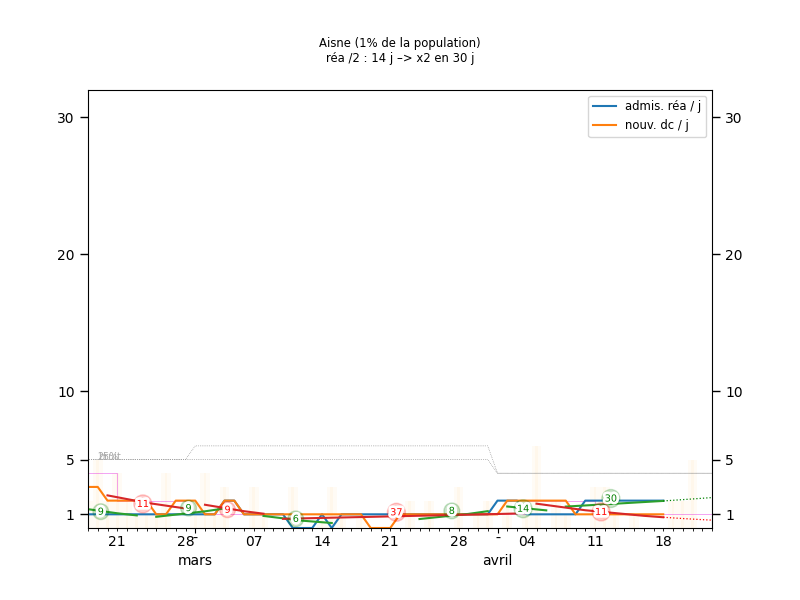 Aisne (1% de la population)
réa /2 : 14 j –> x2 en 30 j
admis. réa / j
nouv. dc / j
30 30
20 20
10 10
5 5
1 1
9 11 9 9 6 37 8 14 11 30
21 28 07 14 21 28 - 04 11 18
mars avril